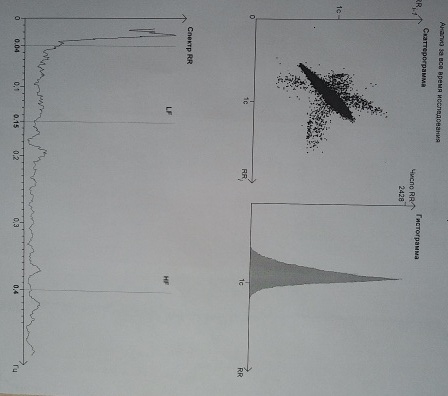 Анализ за все время исследования
Скаттерограмма
RR
1с
0
1с
RR
Гистограмма
Число RR
2428
1с
RR
Спектр RR
LF
HF
0
0.04
0.1
0.15
0.2
0.3
0.4
Гц